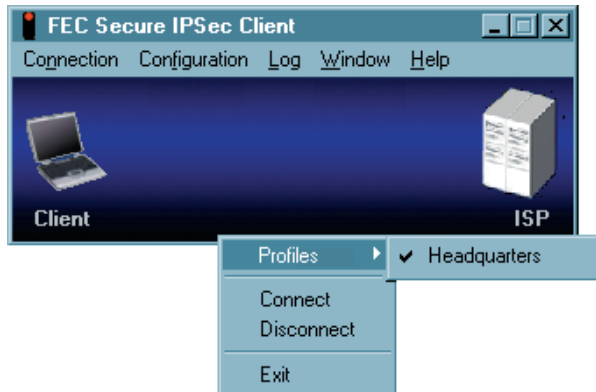 FEC Secure IPSec Client
Connection Configuration Log Window Help
Client ISP
Profiles Headquarters
Connect
Disconnect
Exit